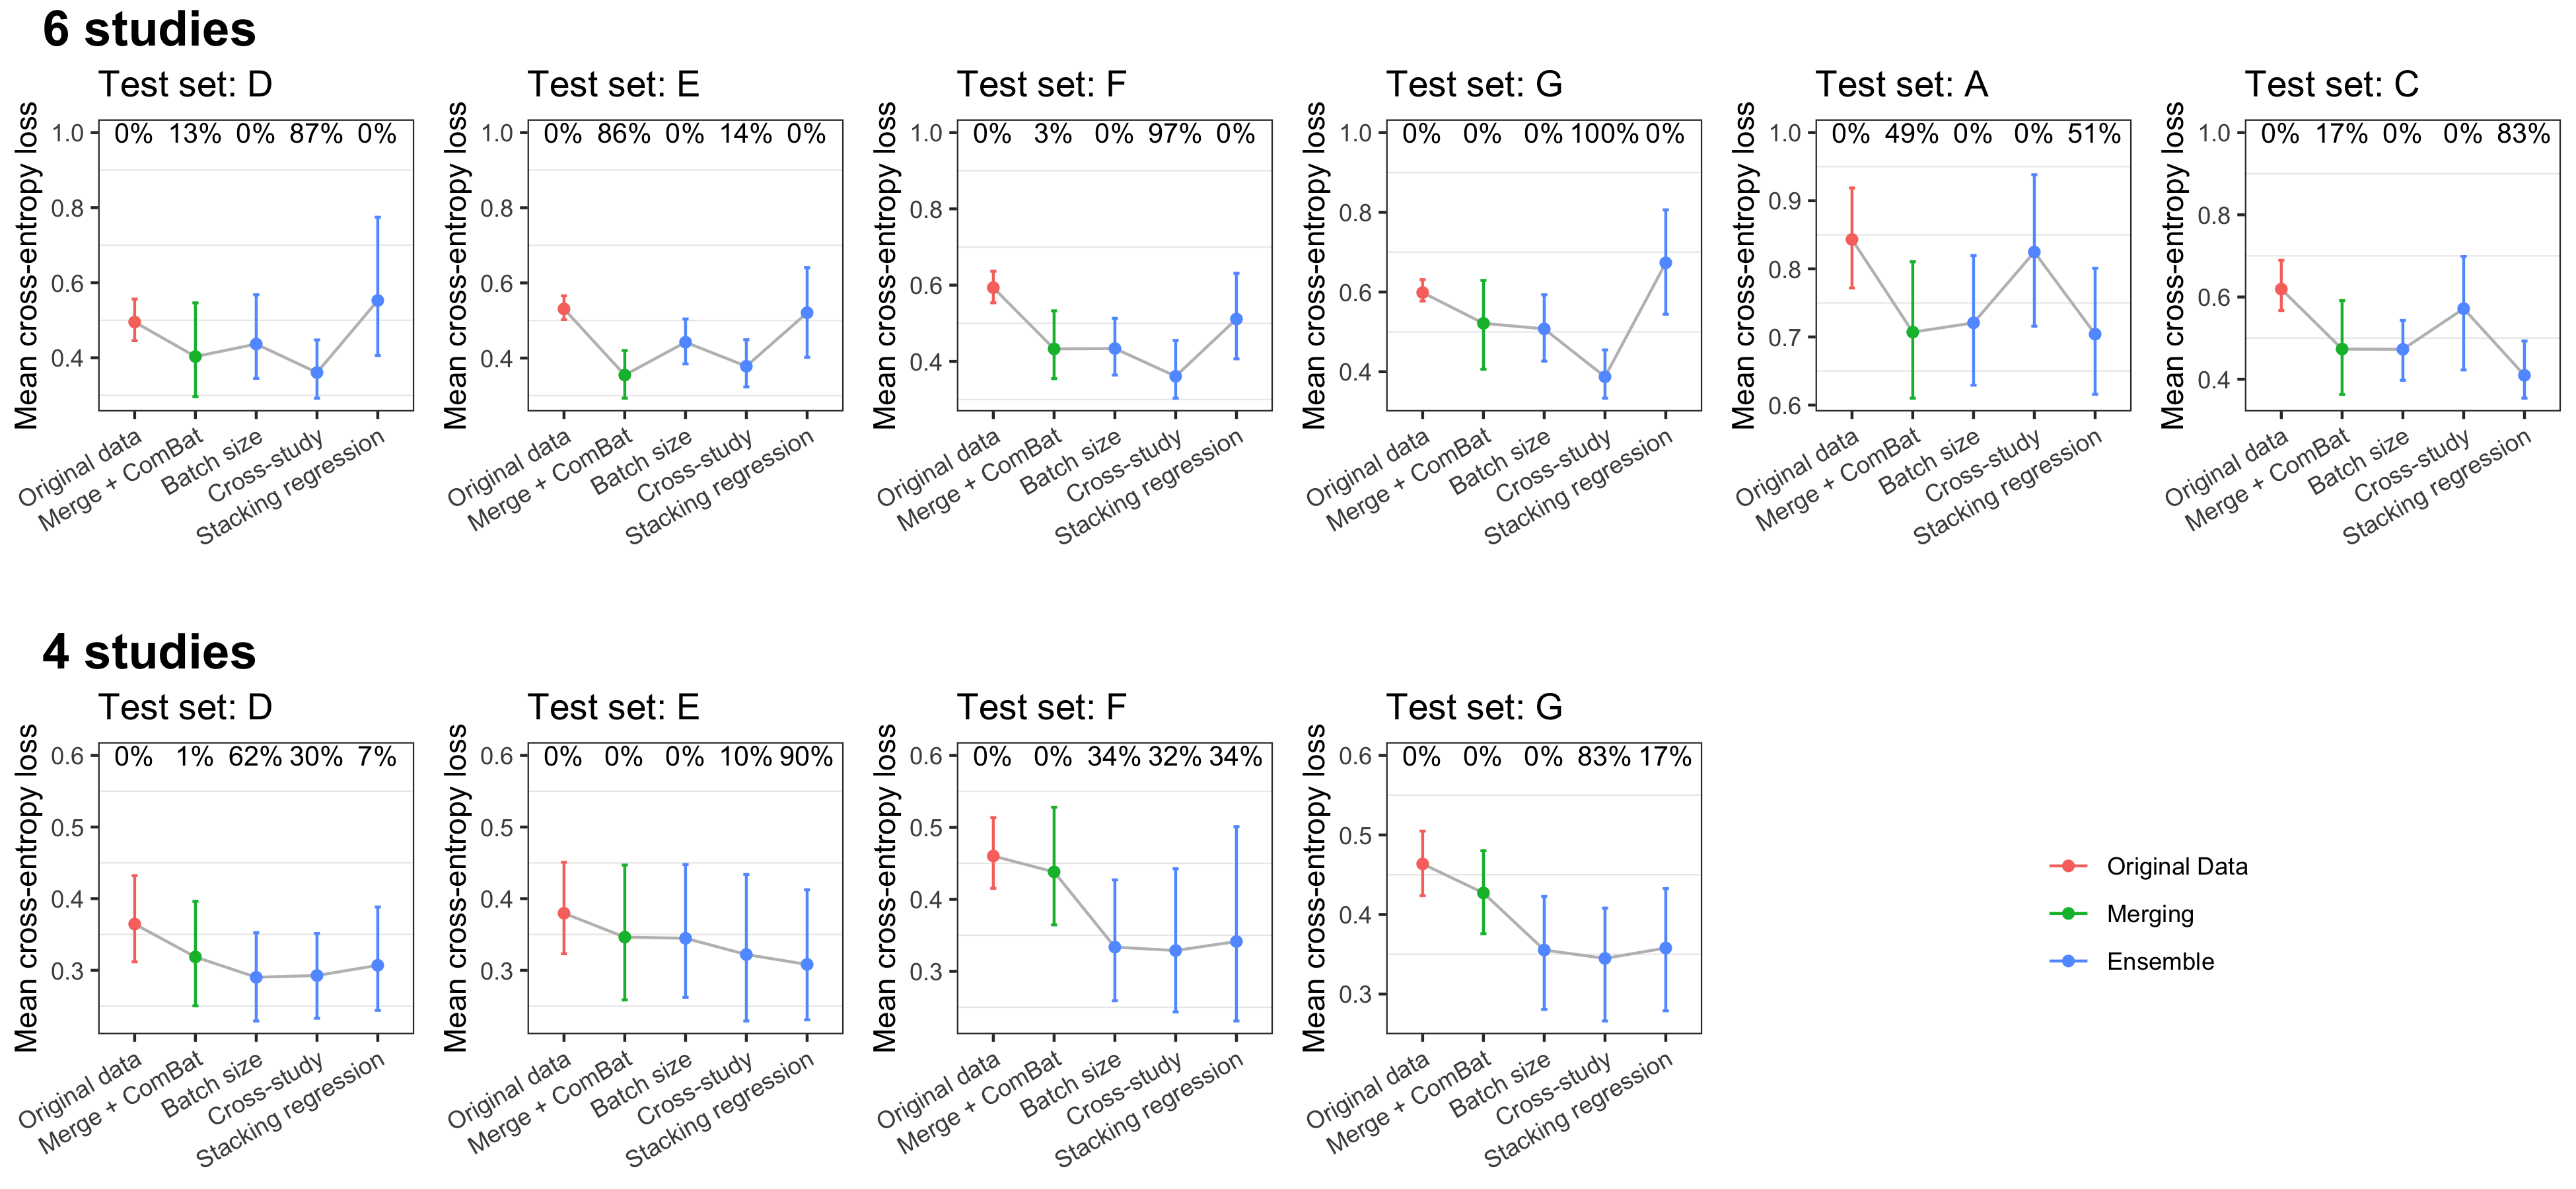 6 studies
Test set: D
Mean cross-entropy loss
1.0
0.8
0.6
0.4
0% 13% 0% 87% 0%
Original data
Merge + ComBat
Batch size
Cross-study
Stacking regression
Test set: E
Mean cross-entropy loss
1.0
0.8
0.6
0.4
0% 86% 0% 14% 0%
Original data
Merge + ComBat
Batch size
Cross-study
Stacking regression
Test set: F
Mean cross-entropy loss
1.0
0.8
0.6
0.4
0% 3% 0% 97% 0%
Original data
Merge + ComBat
Batch size
Cross-study
Stacking regression
Test set: G
Mean cross-entropy loss
1.0
0.8
0.6
0.4
0% 0% 0% 100% 0%
Original data
Merge + ComBat
Batch size
Cross-study
Stacking regression
Test set: A
Mean cross-entropy loss
1.0
0.9
0.8
0.7
0.6
0% 49% 0% 0% 51%
Original data
Merge + ComBat
Batch size
Cross-study
Stacking regression
Test set: C
Mean cross-entropy loss
1.0
0.8
0.6
0.4
0% 17% 0% 0% 83%
Original data
Merge + ComBat
Batch size
Cross-study
Stacking regression
4 studies
Test set: D
Mean cross-entropy loss
0.6
0.5
0.4
0.3
0% 1% 62% 30% 7%
Original data
Merge + ComBat
Batch size
Cross-study
Stacking regression
Test set: E
Mean cross-entropy loss
0.6
0.5
0.4
0.3
0% 0% 0% 10% 90%
Original data
Merge + ComBat
Batch size
Cross-study
Stacking regression
Test set: F
Mean cross-entropy loss
0.6
0.5
0.4
0.3
0% 0% 34% 32% 34%
Original data
Merge + ComBat
Batch size
Cross-study
Stacking regression
Test set: G
Mean cross-entropy loss
0.6
0.5
0.4
0.3
0% 0% 0% 83% 17%
Original data
Merge + ComBat
Batch size
Cross-study
Stacking regression
Original Data
Merging
Ensemble